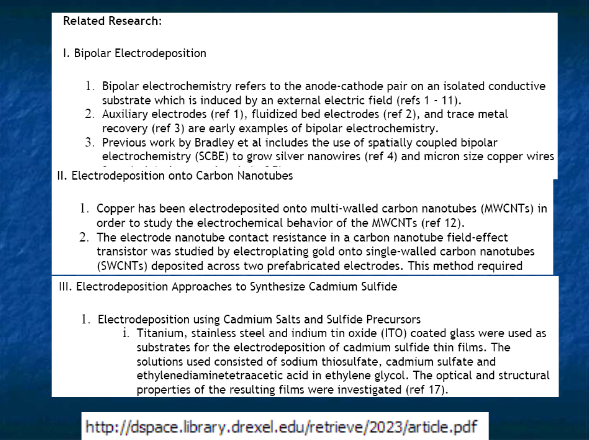 Related Research:
I. Bipolar Electrodeposition
1. Bipolar electrochemistry refers to the anode-cathode pair on an isolated conductive
substrate which is induced by an external electric field (refs 1 - 11).
2. Auxiliary electrodes (ref 1), fluidized bed electrodes (ref 2), and trace metal
recovery (ref 3) are early examples of bipolar electrochemistry.
3. Previous work by Bradley et al includes the use of spatially coupled bipolar
electrochemistry (SCBE) to grow silver nanowires (ref 4) and micron size copper wires
II. Electrodeposition onto Carbon Nanotubes
1. Copper has been electrodeposited onto multi-walled carbon nanotubes (MWCNTs) in
order to study the electrochemical behavior of the MWCNTs (ref 12).
2. The electrode nanotube contact resistance in a carbon nanotube field-effect
transistor was studied by electroplating gold onto single-walled carbon nanotubes
(SWCNTs) deposited across two prefabricated electrodes. This method required
III. Electrodeposition Approaches to Synthesize Cadmium Sulfide
1. Electrodeposition using Cadmium Salts and Sulfide Precursors
i. Titanium, stainless steel and indium tin oxide (ITO) coated glass were used as
substrates for the electrodeposition of cadmium sulfide thin films. The
solutions used consisted of sodium thiosulfate, cadmium sulfate and
ethylenediaminetetraacetic acid in ethylene glycol. The optical and structural
properties of the resulting films were investigated (ref 17).
http://dspace.library.drexel.edu/retrieve/2023/article.pdf